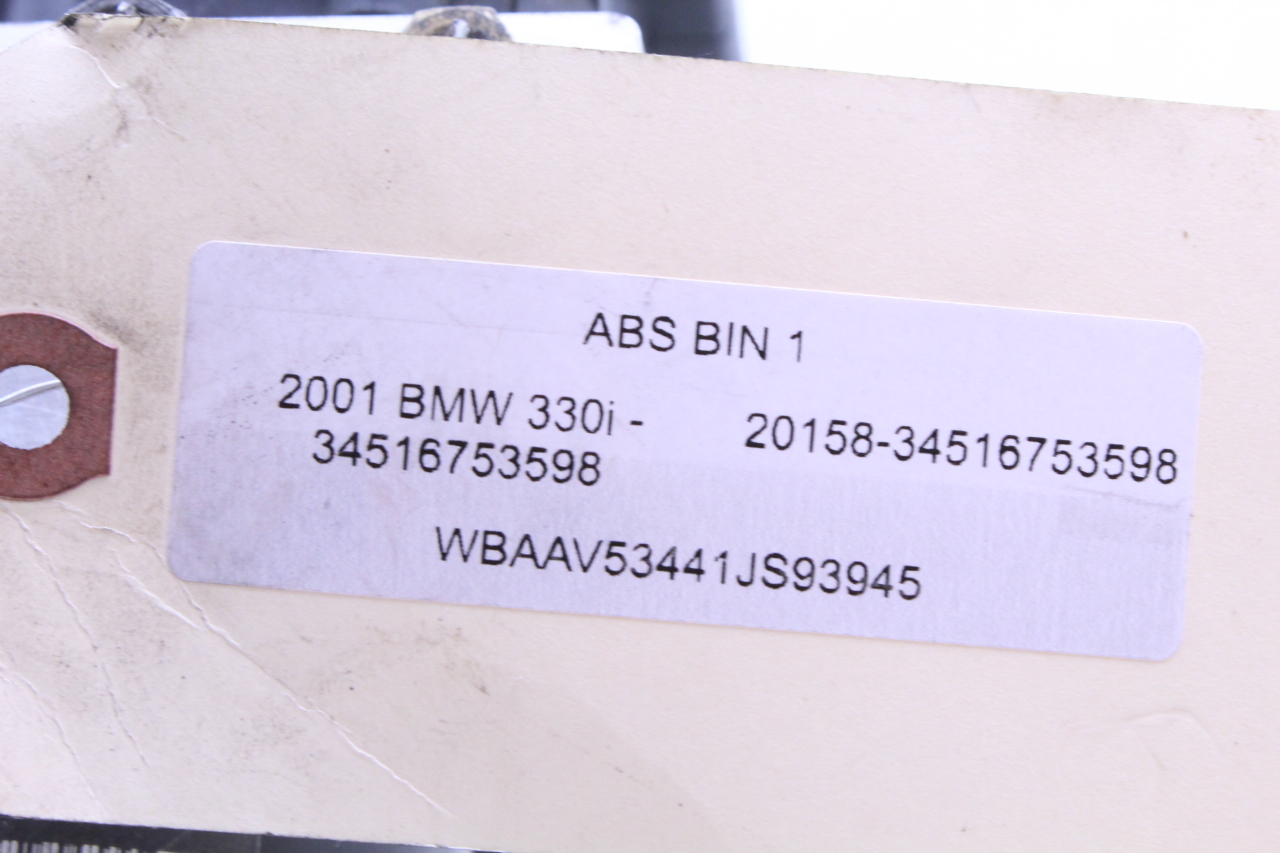 ABS BIN 1
2001 BMW 330i -
34516753598
20158-34516753598
WBAAV53441JS93945